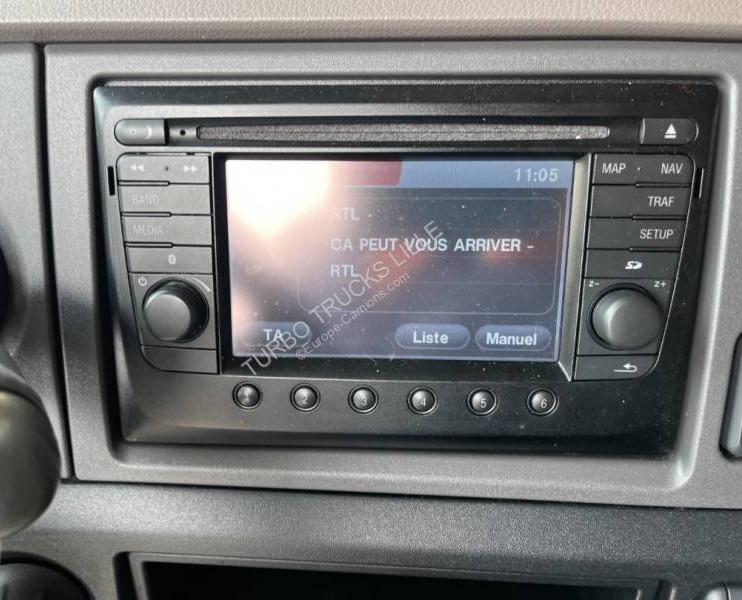 MAP · NAV
11:05
BAND
RTL
TRAF
MEDIA
CA PEUT VOUS ARRIVER -
SETUP
RTL
z- z+
TA
Liste
Manuel
1 2 3 4 5 6
TURBO TRUCKS LILLE
©Europe-Camions.com